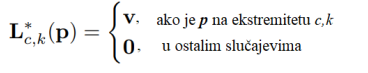 L*c,k(p) = { v, ako je p na ekstremitetu c,k
0, u ostalim slučajevima